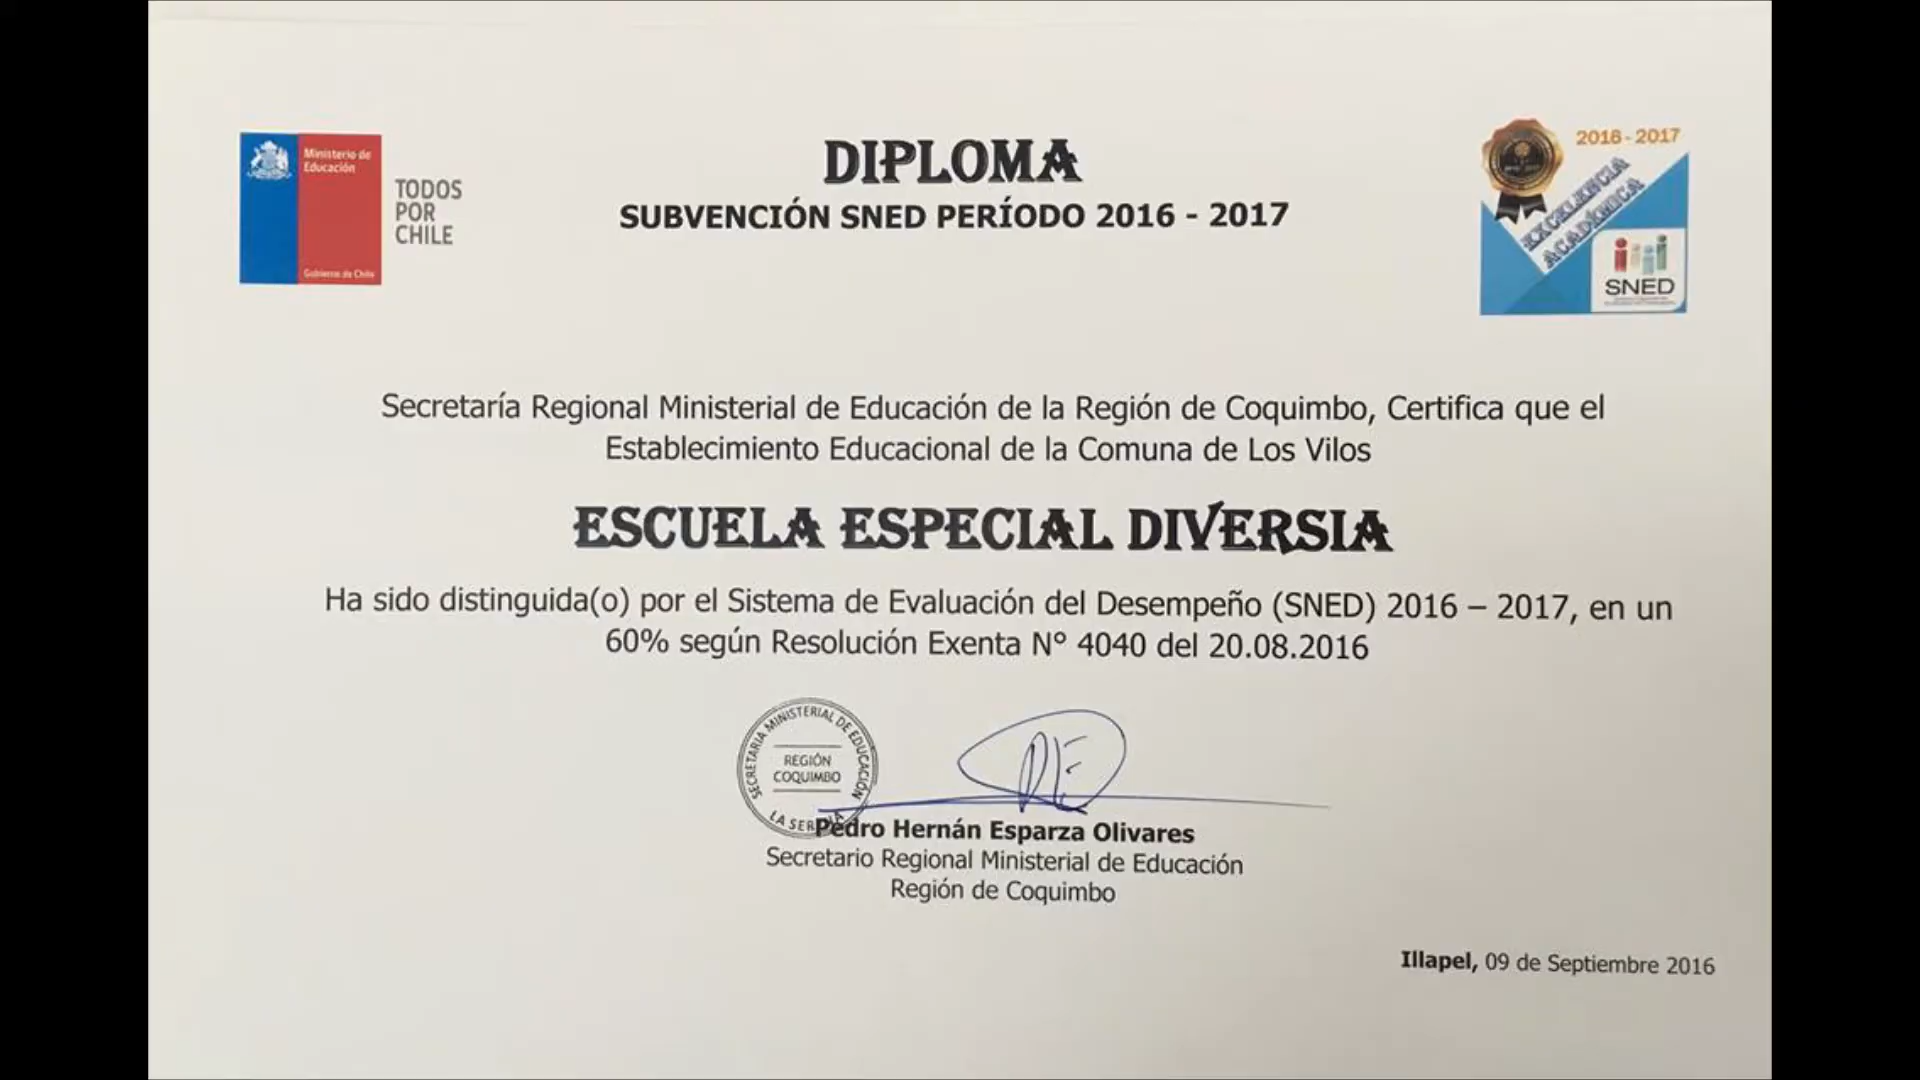 Ministerio de
Educación
Gobierno de Chile
TODOS
POR
CHILE
DIPLOMA
SUBVENCIÓN SNED PERÍODO 2016 - 2017
2016 - 2017
EXCELENCIA
ACADÉMICA
SNED
Secretaría Regional Ministerial de Educación de la Región de Coquimbo, Certifica que el
Establecimiento Educacional de la Comuna de Los Vilos
ESCUELA ESPECIAL DIVERSIA
Ha sido distinguida(o) por el Sistema de Evaluación del Desempeño (SNED) 2016 – 2017, en un
60% según Resolución Exenta N° 4040 del 20.08.2016
SECRETARIA MINISTERIAL DE EDUCACIÓN
REGIÓN
COQUIMBO
LA SERENA
Pedro Hernán Esparza Olivares
Secretario Regional Ministerial de Educación
Región de Coquimbo
Illapel, 09 de Septiembre 2016